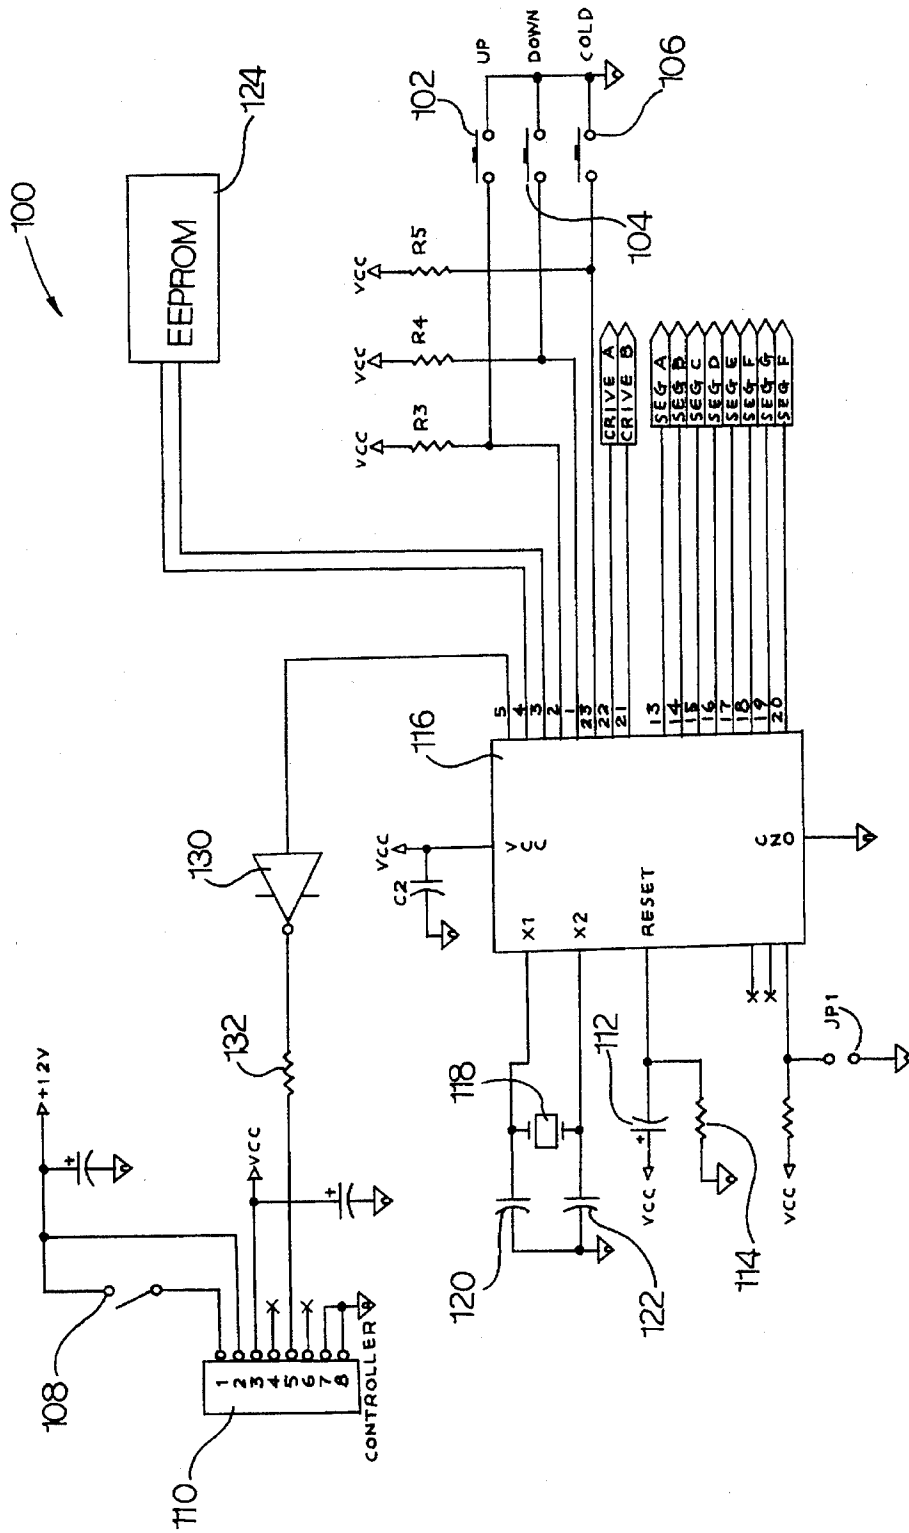 100
124
EEPROM
102
UP
DOWN
COLD
106
104
VCC
R5
VCC
R4
VCC
R3
CRIVE A
CRIVE B
SEG A
SEG B
SEG C
SEG D
SEG E
SEG F
SEG G
SEG F
5
4
3
2
1
23
22
21
13
14
15
16
17
18
19
20
116
VCC
C2
VCC
GND
X1
X2
RESET
130
132
+12V
+
VCC
+
108
1
2
3
4
5
6
7
8
CONTROLLER
110
118
120
122
112
+
VCC
114
VCC
JP1